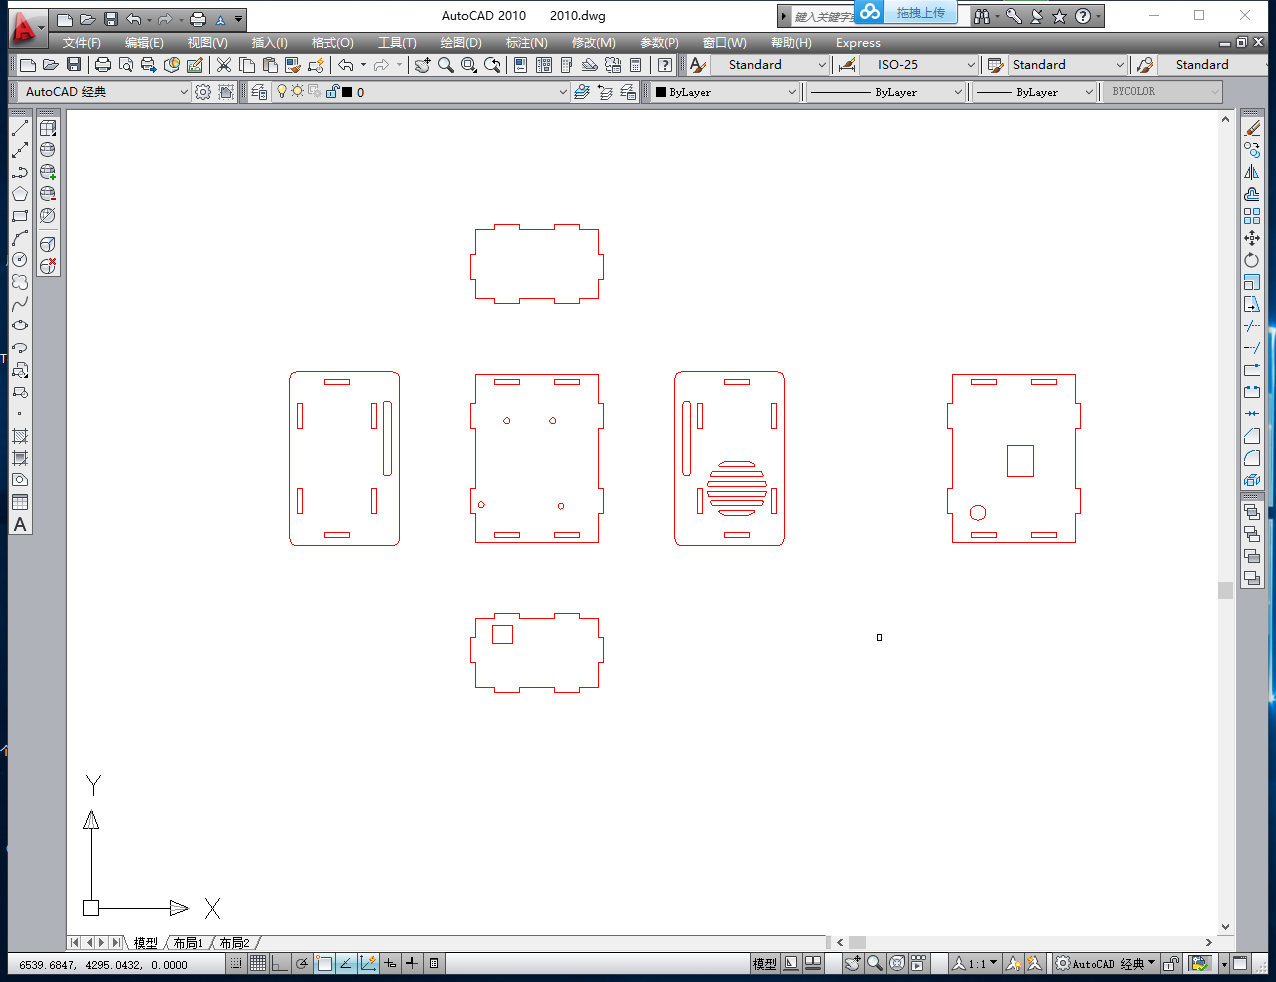 AutoCAD 2010 2010.dwg
键入关键字或
拖拽上传
文件(F) 编辑(E) 视图(V) 插入(I) 格式(O) 工具(T) 绘图(D) 标注(N) 修改(M) 参数(P) 窗口(W) 帮助(H) Express
Standard ISO-25 Standard Standard
AutoCAD 经典 0 ByLayer ByLayer ByLayer BYCOLOR
A
Y
X
模型 布局1 布局2
6539.6847, 4295.0432, 0.0000 模型 1:1 AutoCAD 经典